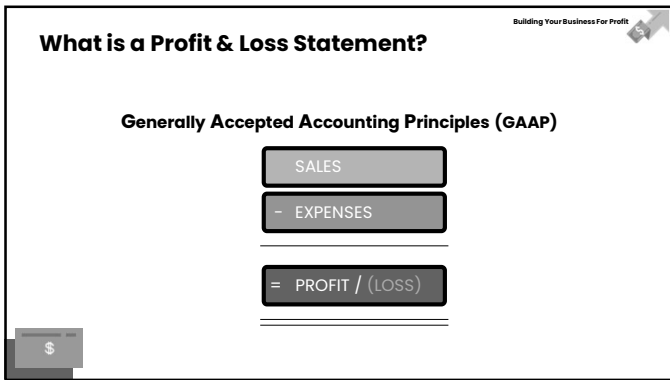 Building Your Business For Profit
$
What is a Profit & Loss Statement?
Generally Accepted Accounting Principles (GAAP)
SALES
- EXPENSES
= PROFIT / (LOSS)
$